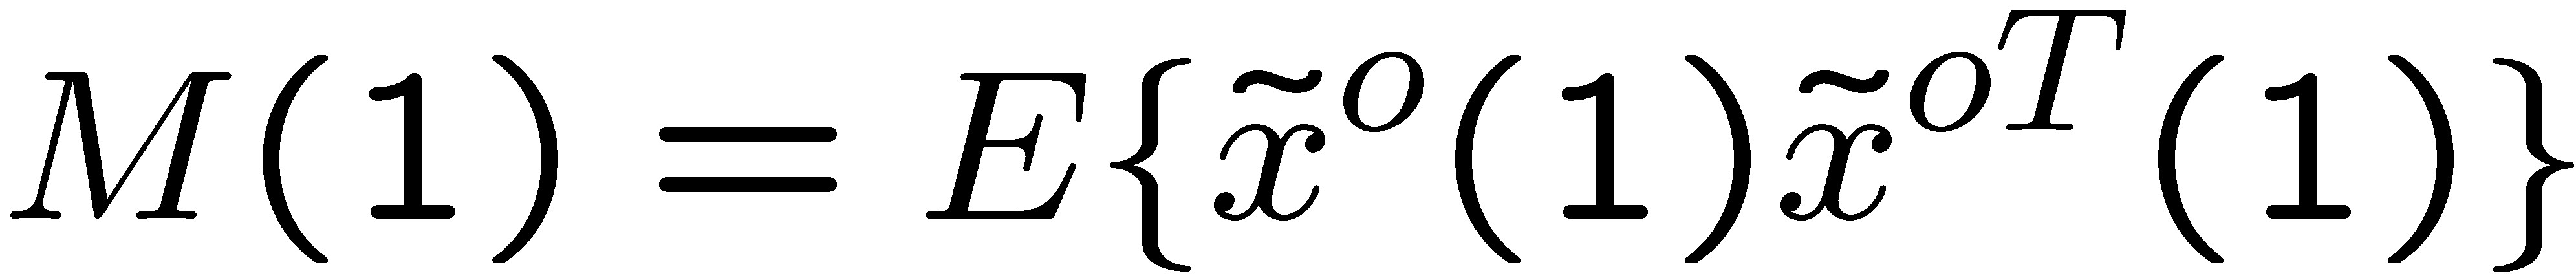 M(1) = E{x̃ᵒ(1)x̃ᵒᵀ(1)}